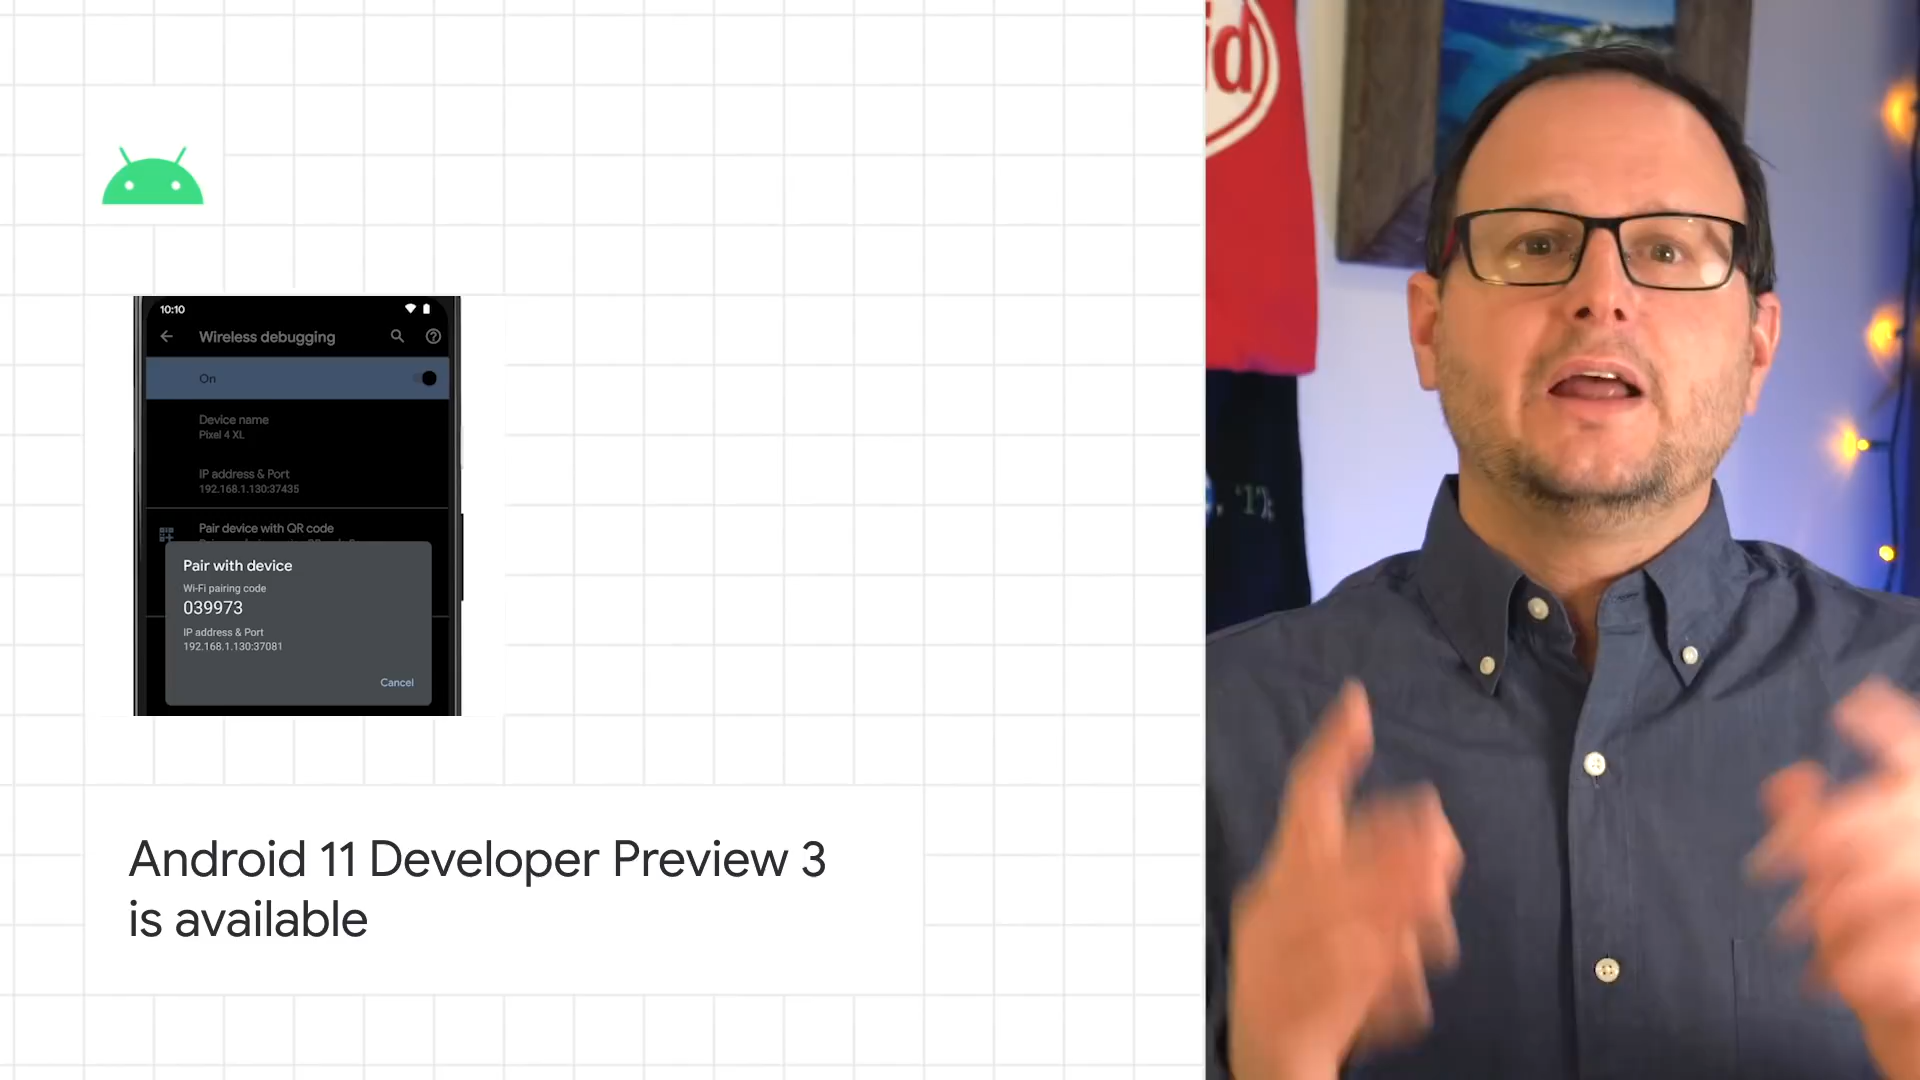 10:10
Wireless debugging
On
Device name
Pixel 4 XL
IP address & Port
192.168.1.130:37435
Pair device with QR code
Pair with device
Wi-Fi pairing code
039973
IP address & Port
192.168.1.130:37081
Cancel
Android 11 Developer Preview 3
is available
id